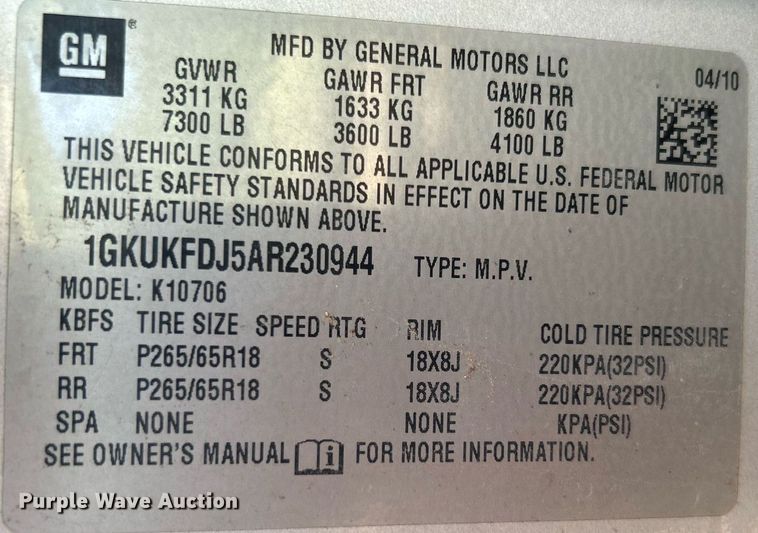 GM ®
MFD BY GENERAL MOTORS LLC
04/10
GVWR GAWR FRT GAWR RR
3311 KG 1633 KG 1860 KG
7300 LB 3600 LB 4100 LB
THIS VEHICLE CONFORMS TO ALL APPLICABLE U.S. FEDERAL MOTOR
VEHICLE SAFETY STANDARDS IN EFFECT ON THE DATE OF
MANUFACTURE SHOWN ABOVE.
1GKUKFDJ5AR230944 TYPE: M.P.V.
MODEL: K10706
KBFS TIRE SIZE SPEED RTG RIM COLD TIRE PRESSURE
FRT P265/65R18 S 18X8J 220KPA(32PSI)
RR P265/65R18 S 18X8J 220KPA(32PSI)
SPA NONE NONE KPA(PSI)
SEE OWNER'S MANUAL i FOR MORE INFORMATION.
Purple Wave Auction